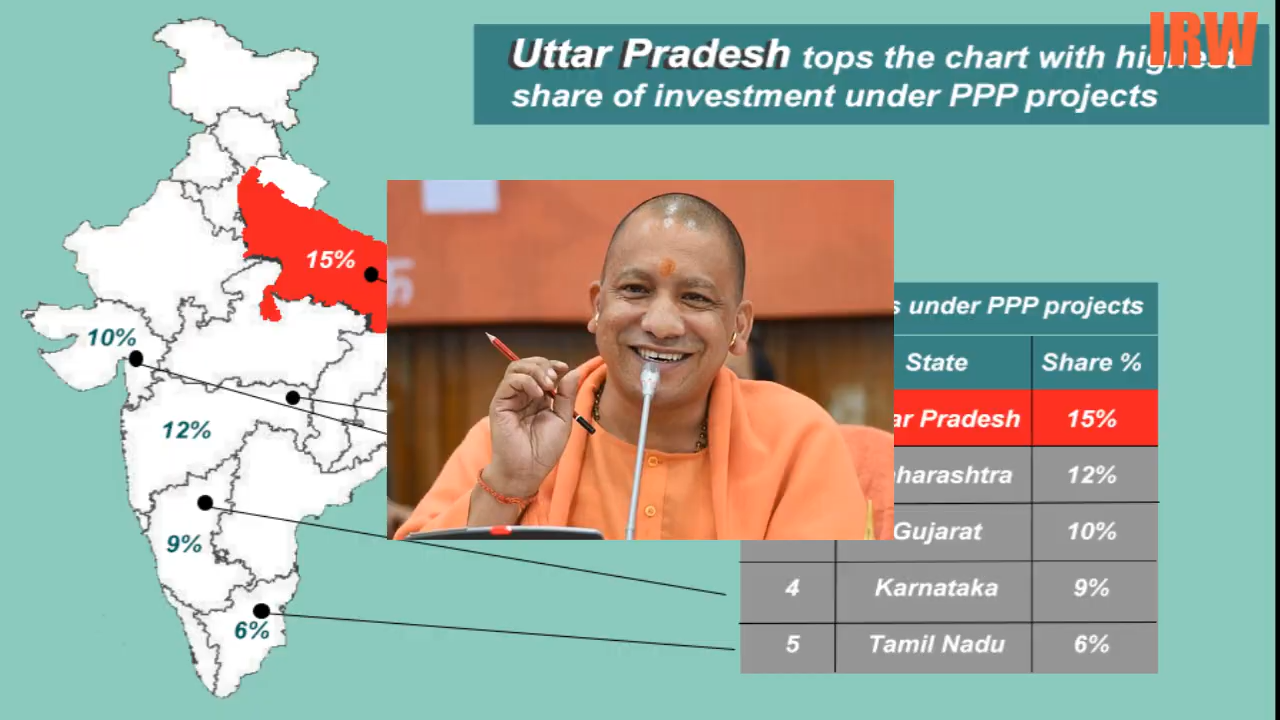 IRW
Uttar Pradesh tops the chart with highest
share of investment under PPP projects
15%
10%
12%
9%
6%
under PPP projects
State Share %
Pradesh 15%
12%
Gujarat 10%
4 Karnataka 9%
5 Tamil Nadu 6%